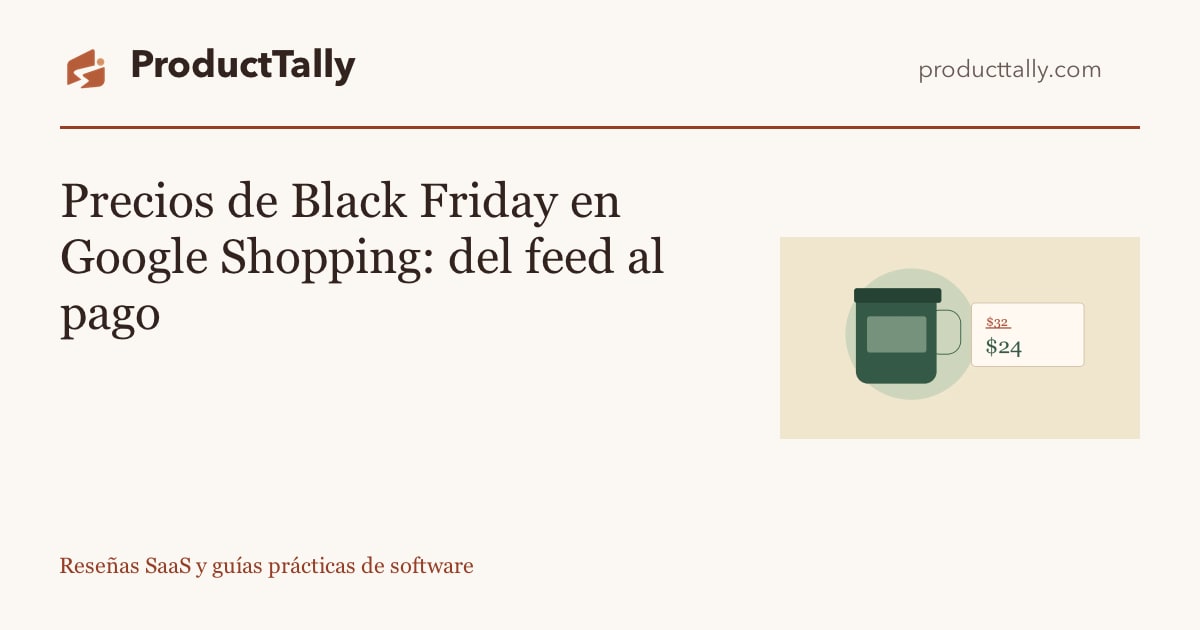 ProductTally
producttally.com
Precios de Black Friday en
Google Shopping: del feed al
pago
$32
$24
Reseñas SaaS y guías prácticas de software